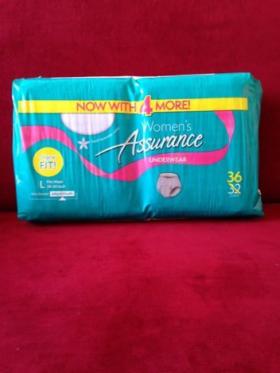 NOW WITH 4 MORE!
Women's
Assurance
UNDERWEAR
FIT!
L
36
32